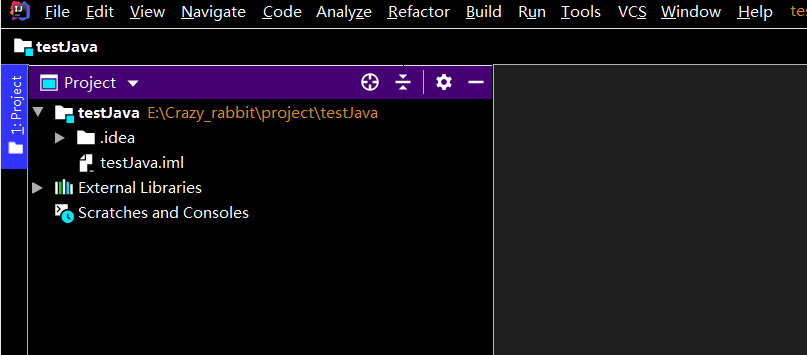 File Edit View Navigate Code Analyze Refactor Build Run Tools VCS Window Help te
testJava
1: Project
Project
testJava E:\Crazy_rabbit\project\testJava
.idea
testJava.iml
External Libraries
Scratches and Consoles